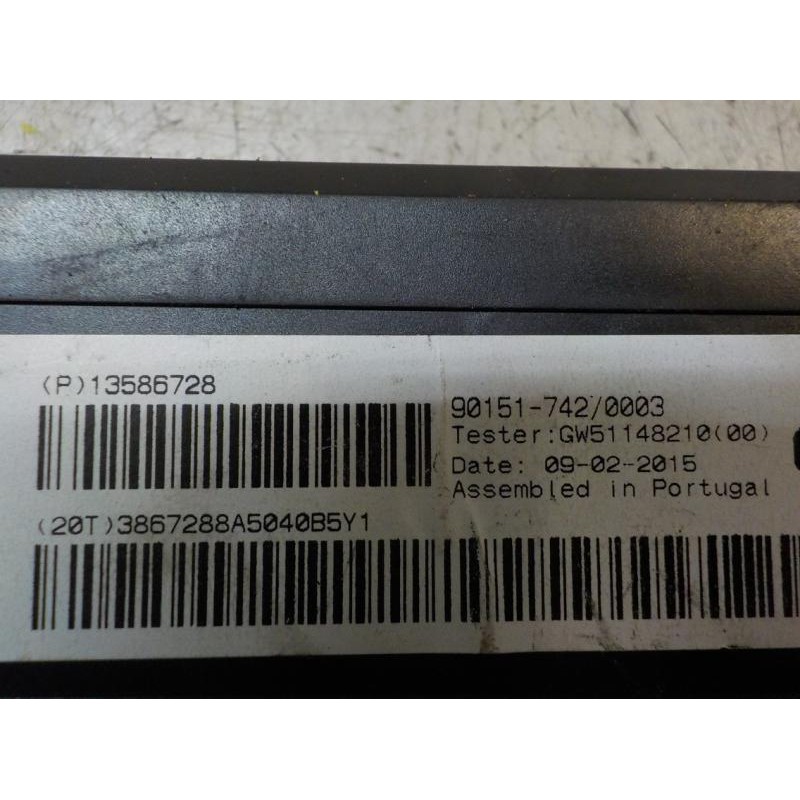 (P)13586728
90151-742/0003
Tester:GW51148210(00)
Date: 09-02-2015
Assembled in Portugal
(20T)3867288A5040B5Y1